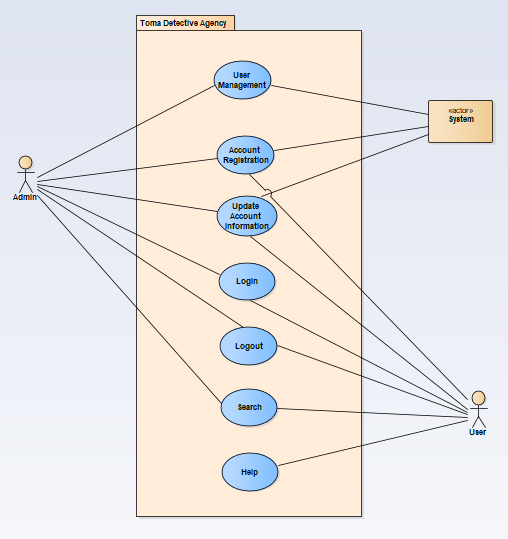 Toma Detective Agency
User
Management
«actor»
System
Account
Registration
Admin
Update
Account
Information
Login
Logout
Search
User
Help